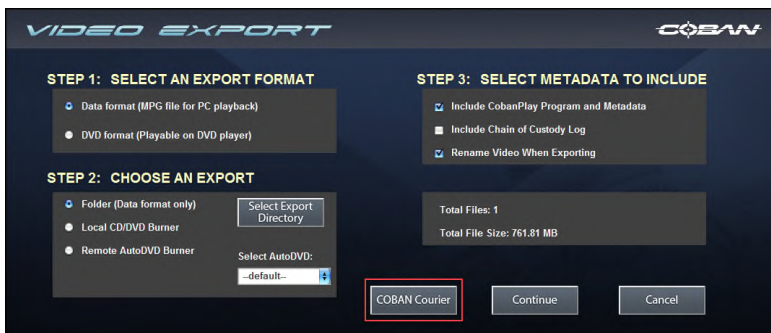 VIDEO EXPORT
COBAN
STEP 1: SELECT AN EXPORT FORMAT
Data format (MPG file for PC playback)
DVD format (Playable on DVD player)
STEP 2: CHOOSE AN EXPORT
Folder (Data format only)
Local CD/DVD Burner
Remote AutoDVD Burner
Select Export
Directory
Select AutoDVD:
--default--
STEP 3: SELECT METADATA TO INCLUDE
Include CobanPlay Program and Metadata
Include Chain of Custody Log
Rename Video When Exporting
Total Files: 1
Total File Size: 761.81 MB
COBAN Courier
Continue
Cancel